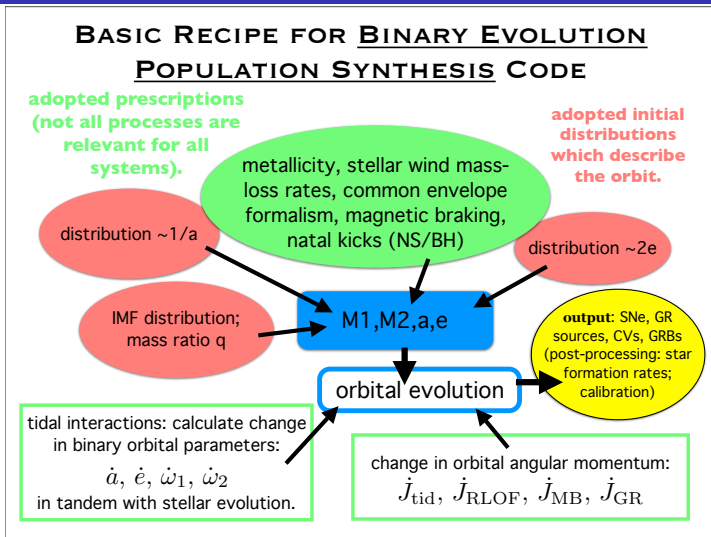 BASIC RECIPE FOR BINARY EVOLUTION
POPULATION SYNTHESIS CODE
adopted prescriptions
(not all processes are
relevant for all
systems).
adopted initial
distributions
which describe
the orbit.
metallicity, stellar wind mass-
loss rates, common envelope
formalism, magnetic braking,
natal kicks (NS/BH)
distribution ~1/a
distribution ~2e
IMF distribution;
mass ratio q
M1,M2,a,e
output: SNe, GR
sources, CVs, GRBs
(post-processing: star
formation rates;
calibration)
orbital evolution
tidal interactions: calculate change
in binary orbital parameters:
ȧ, ė, ω̇₁, ω̇₂
in tandem with stellar evolution.
change in orbital angular momentum:
J̇tid, J̇RLOF, J̇MB, J̇GR